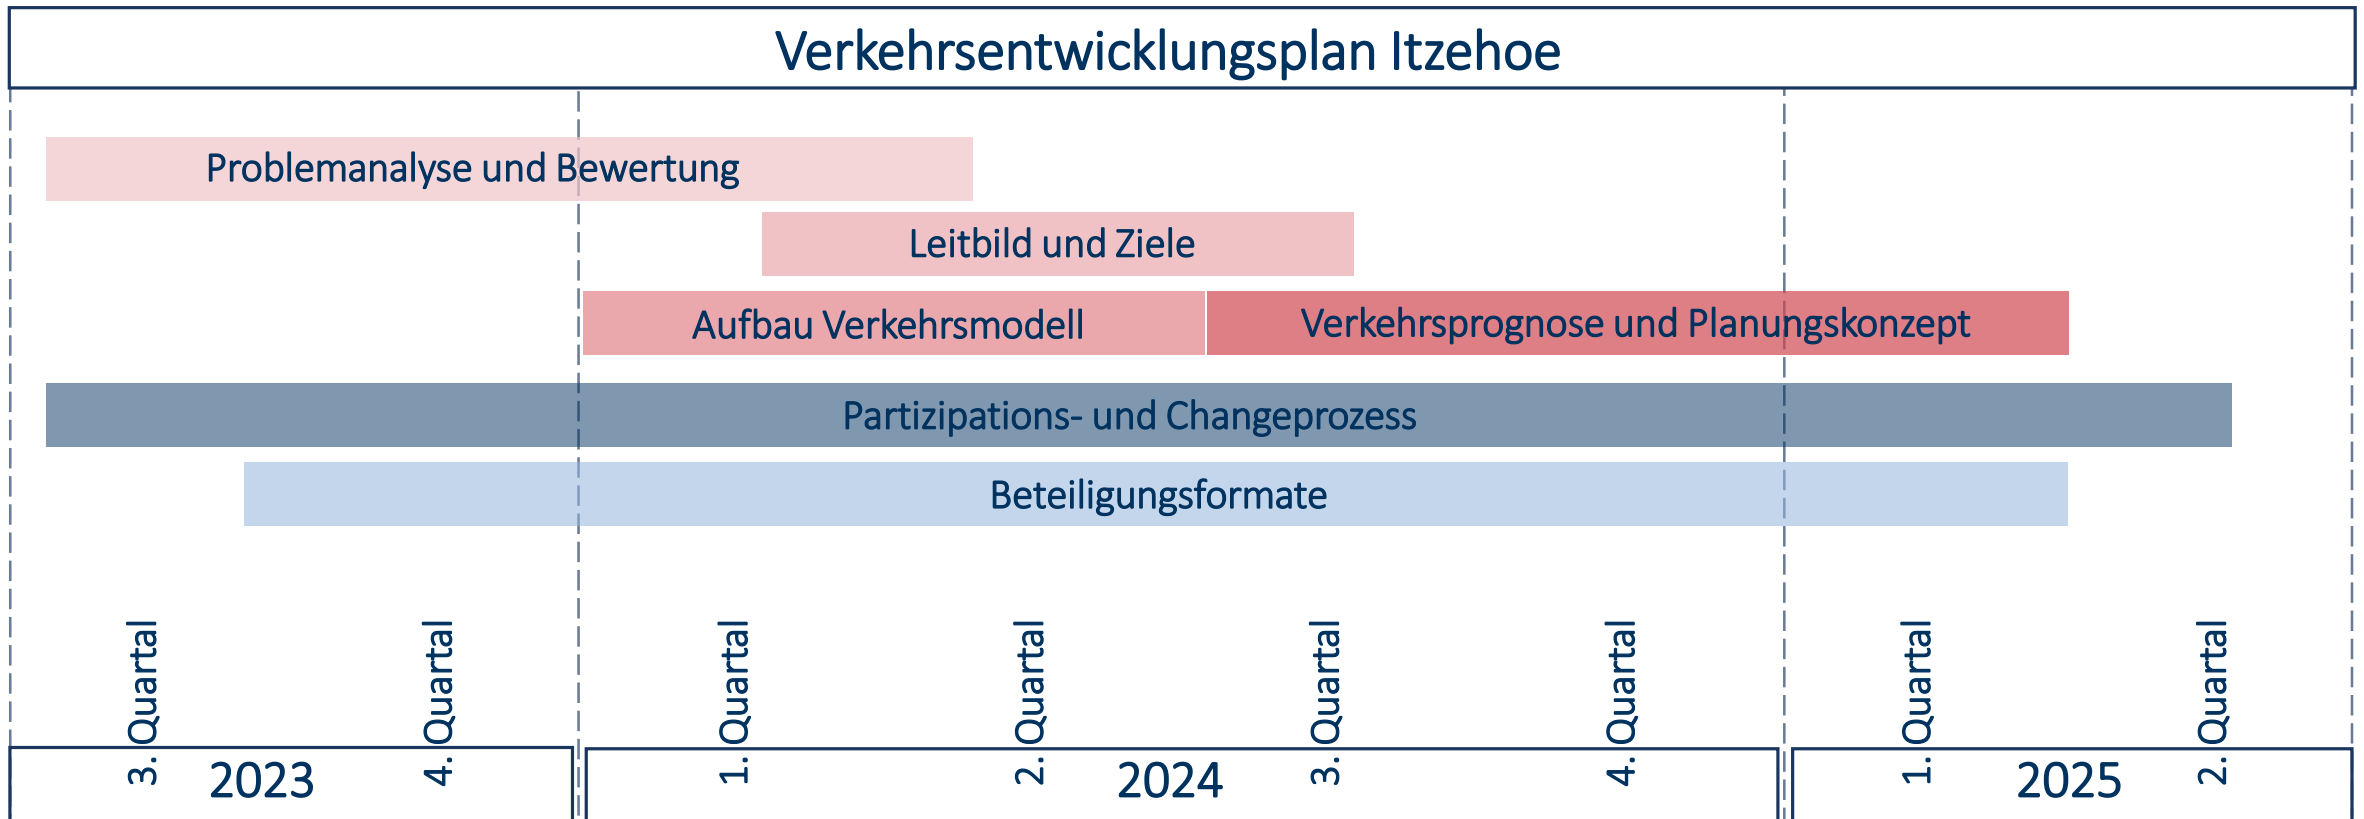 Verkehrsentwicklungsplan Itzehoe
Problemanalyse und Bewertung
Leitbild und Ziele
Aufbau Verkehrsmodell
Verkehrsprognose und Planungskonzept
Partizipations- und Changeprozess
Beteiligungsformate
3. Quartal
4. Quartal
1. Quartal
2. Quartal
3. Quartal
4. Quartal
1. Quartal
2. Quartal
2023
2024
2025